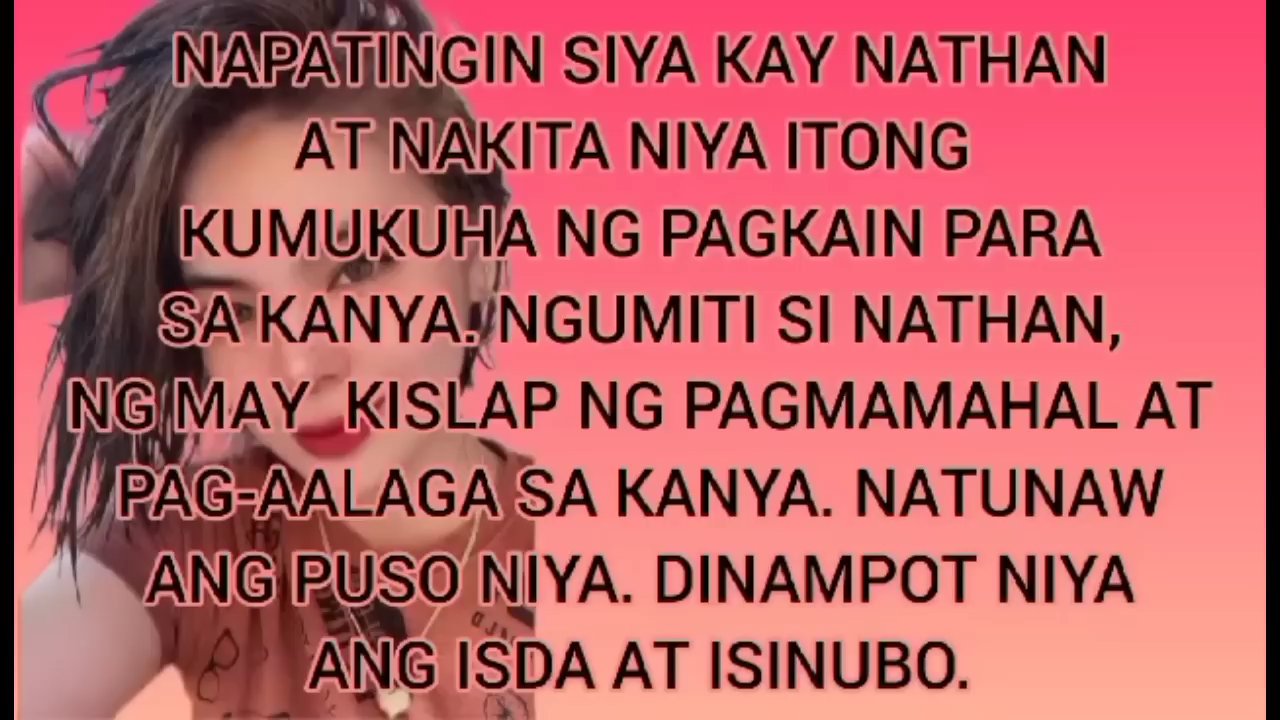 NAPATINGIN SIYA KAY NATHAN
AT NAKITA NIYA ITONG
KUMUKUHA NG PAGKAIN PARA
SA KANYA. NGUMITI SI NATHAN,
NG MAY KISLAP NG PAGMAMAHAL AT
PAG-AALAGA SA KANYA. NATUNAW
ANG PUSO NIYA. DINAMPOT NIYA
ANG ISDA AT ISINUBO.